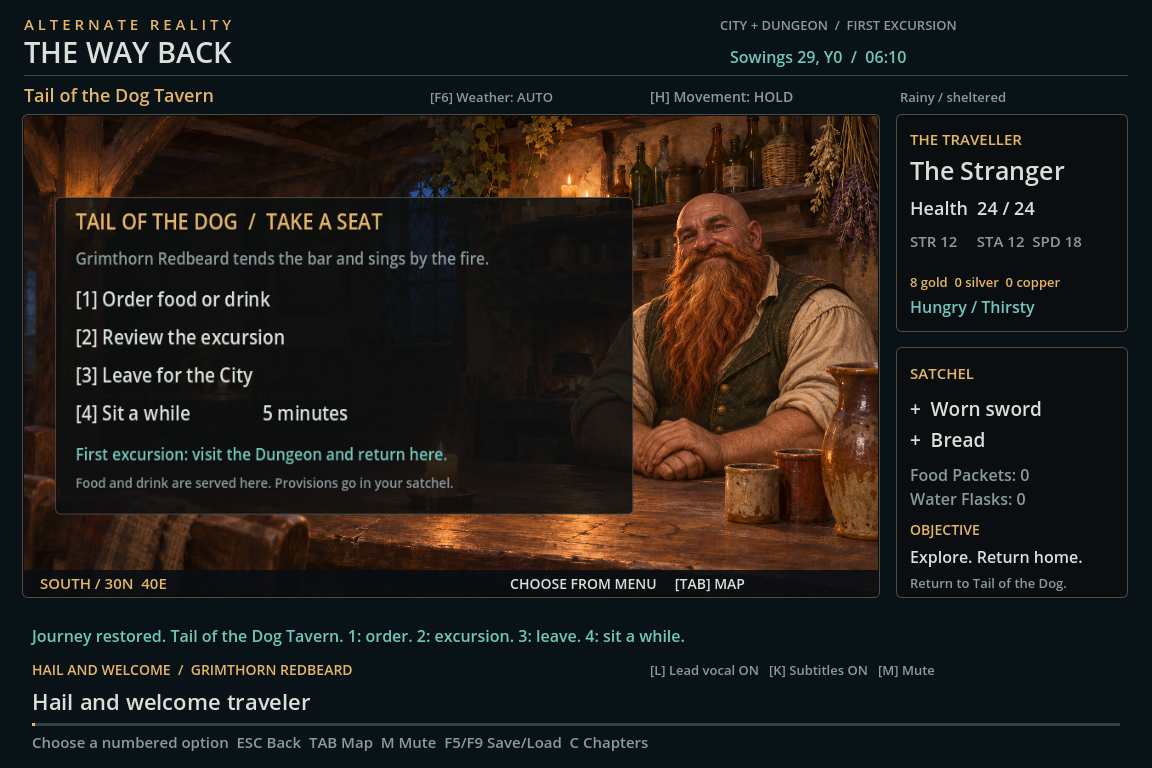 ALTERNATE REALITY
THE WAY BACK
CITY + DUNGEON / FIRST EXCURSION
Sowings 29, Y0 / 06:10
Tail of the Dog Tavern
[F6] Weather: AUTO
[H] Movement: HOLD
Rainy / sheltered
TAIL OF THE DOG / TAKE A SEAT
Grimthorn Redbeard tends the bar and sings by the fire.
[1] Order food or drink
[2] Review the excursion
[3] Leave for the City
[4] Sit a while 5 minutes
First excursion: visit the Dungeon and return here.
Food and drink are served here. Provisions go in your satchel.
SOUTH / 30N 40E
CHOOSE FROM MENU [TAB] MAP
THE TRAVELLER
The Stranger
Health 24 / 24
STR 12 STA 12 SPD 18
8 gold 0 silver 0 copper
Hungry / Thirsty
SATCHEL
+ Worn sword
+ Bread
Food Packets: 0
Water Flasks: 0
OBJECTIVE
Explore. Return home.
Return to Tail of the Dog.
Journey restored. Tail of the Dog Tavern. 1: order. 2: excursion. 3: leave. 4: sit a while.
HAIL AND WELCOME / GRIMTHORN REDBEARD
[L] Lead vocal ON [K] Subtitles ON [M] Mute
Hail and welcome traveler
Choose a numbered option ESC Back TAB Map M Mute F5/F9 Save/Load C Chapters